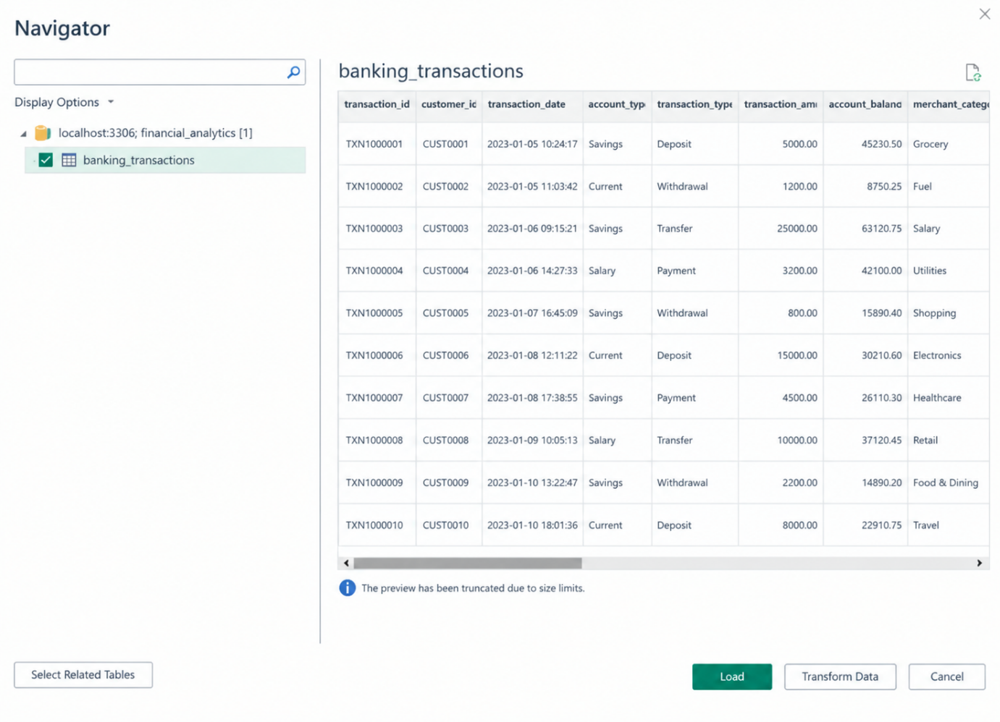 Navigator
Display Options
localhost:3306; financial_analytics [1]
banking_transactions
banking_transactions
transaction_id customer_id transaction_date account_typ transaction_type transaction_am account_balanc merchant_catego
TXN1000001 CUST0001 2023-01-05 10:24:17 Savings Deposit 5000.00 45230.50 Grocery
TXN1000002 CUST0002 2023-01-05 11:03:42 Current Withdrawal 1200.00 8750.25 Fuel
TXN1000003 CUST0003 2023-01-06 09:15:21 Savings Transfer 25000.00 63120.75 Salary
TXN1000004 CUST0004 2023-01-06 14:27:33 Salary Payment 3200.00 42100.00 Utilities
TXN1000005 CUST0005 2023-01-07 16:45:09 Savings Withdrawal 800.00 15890.40 Shopping
TXN1000006 CUST0006 2023-01-08 12:11:22 Current Deposit 15000.00 30210.60 Electronics
TXN1000007 CUST0007 2023-01-08 17:38:55 Savings Payment 4500.00 26110.30 Healthcare
TXN1000008 CUST0008 2023-01-09 10:05:13 Salary Transfer 10000.00 37120.45 Retail
TXN1000009 CUST0009 2023-01-10 13:22:47 Savings Withdrawal 2200.00 14890.20 Food & Dining
TXN1000010 CUST0010 2023-01-10 18:01:36 Current Deposit 8000.00 22910.75 Travel
The preview has been truncated due to size limits.
Select Related Tables
Load
Transform Data
Cancel